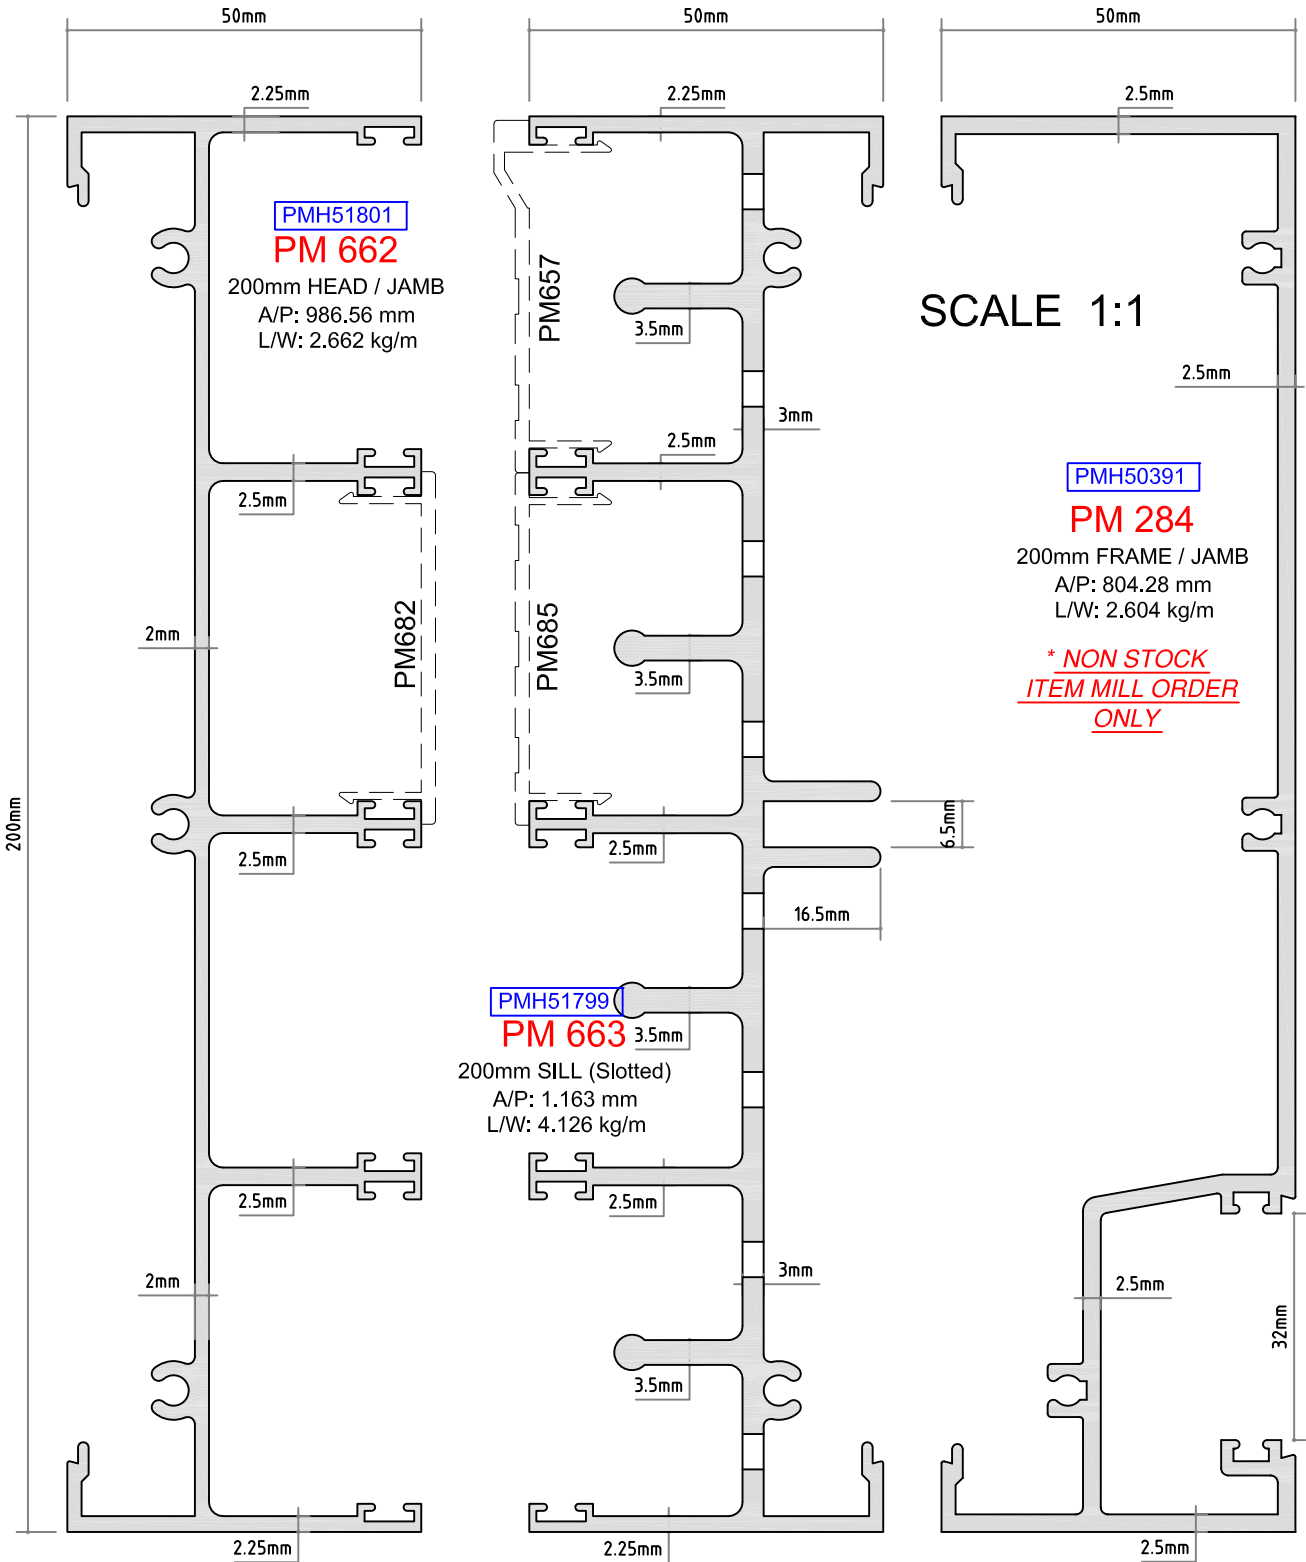 50mm
50mm
50mm
2.25mm
2.25mm
2.5mm
PMH51801
PM 662
200mm HEAD / JAMB
A/P: 986.56 mm
L/W: 2.662 kg/m
PM657
3.5mm
SCALE 1:1
2.5mm
3mm
2.5mm
2.5mm
PMH50391
PM 284
200mm FRAME / JAMB
A/P: 804.28 mm
L/W: 2.604 kg/m
* NON STOCK
ITEM MILL ORDER
ONLY
2mm
PM682
PM685
3.5mm
200mm
6.5mm
2.5mm
2.5mm
16.5mm
PMH51799
PM 663
3.5mm
200mm SILL (Slotted)
A/P: 1.163 mm
L/W: 4.126 kg/m
2.5mm
2.5mm
2mm
3mm
2.5mm
32mm
3.5mm
2.25mm
2.25mm
2.5mm